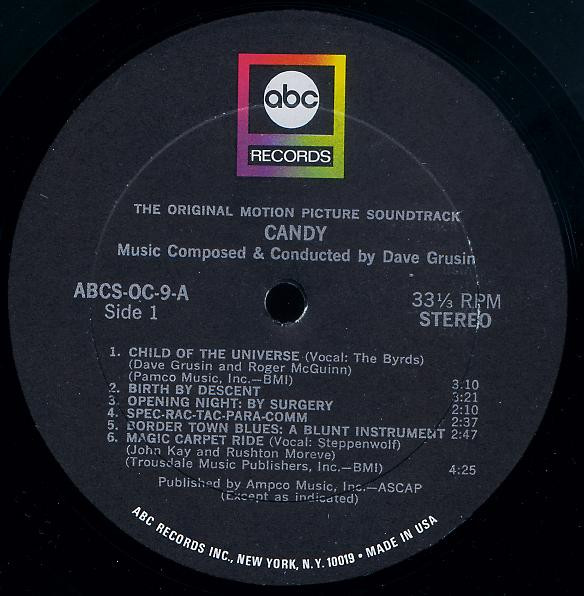 abc
RECORDS
THE ORIGINAL MOTION PICTURE SOUNDTRACK
CANDY
Music Composed & Conducted by Dave Grusin
ABCS-OC-9-A
Side 1
33⅓ RPM
STEREO
1. CHILD OF THE UNIVERSE (Vocal: The Byrds)
(Dave Grusin and Roger McGuinn)
(Pamco Music, Inc.—BMI) 3:10
2. BIRTH BY DESCENT 3:21
3. OPENING NIGHT: BY SURGERY 2:10
4. SPEC-RAC-TAC-PARA-COMM 2:37
5. BORDER TOWN BLUES: A BLUNT INSTRUMENT 2:47
6. MAGIC CARPET RIDE (Vocal: Steppenwolf)
(John Kay and Rushton Moreve)
(Trousdale Music Publishers, Inc.—BMI) 4:25
Published by Ampco Music, Inc.—ASCAP
(Except as indicated)
ABC RECORDS INC., NEW YORK, N.Y. 10019 • MADE IN USA